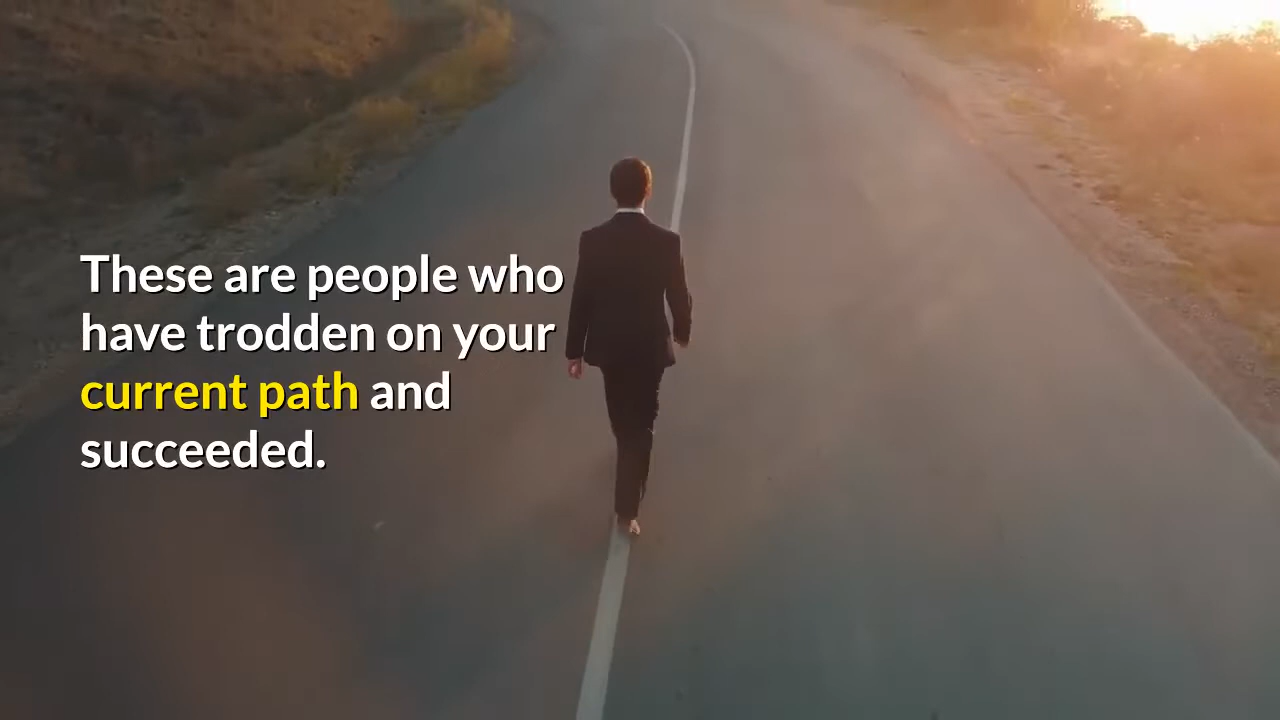 These are people who
have trodden on your
current path and
succeeded.